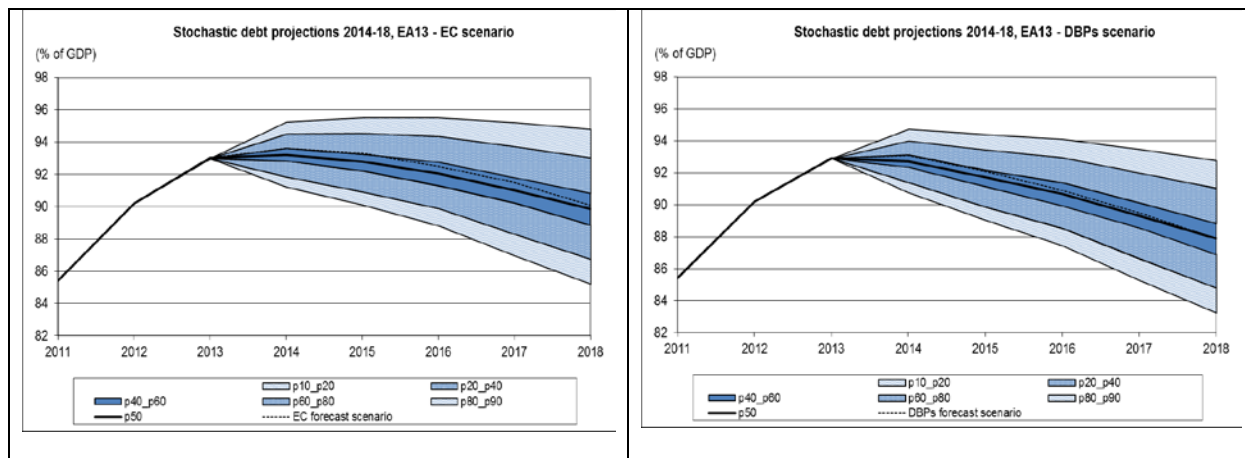 Stochastic debt projections 2014-18, EA13 - EC scenario
(% of GDP)
98
96
94
92
90
88
86
84
82
2011 2012 2013 2014 2015 2016 2017 2018
p10_p20 p20_p40
p40_p60 p60_p80 p80_p90
p50 EC forecast scenario
Stochastic debt projections 2014-18, EA13 - DBPs scenario
(% of GDP)
98
96
94
92
90
88
86
84
82
2011 2012 2013 2014 2015 2016 2017 2018
p10_p20 p20_p40
p40_p60 p60_p80 p80_p90
p50 DBPs forecast scenario